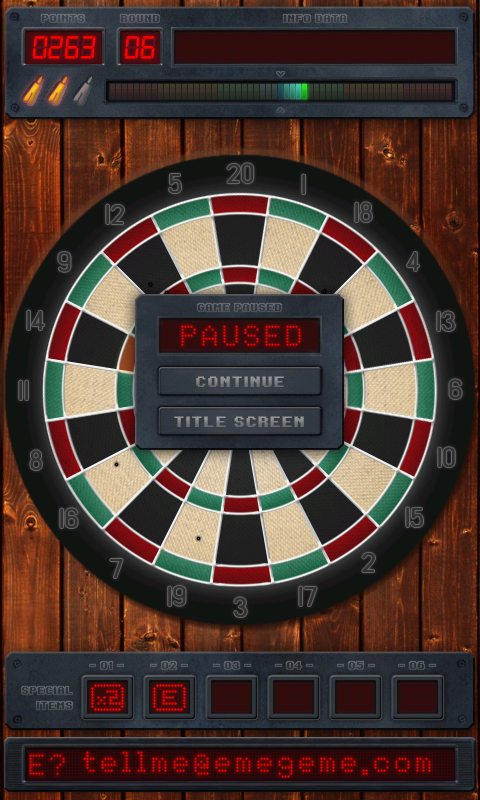 POINTS ROUND INFO DATA
0263 06
20
5 1
12 18
9 4
14 13
11 6
8 10
16 15
7 2
19 17
3
GAME PAUSED
PAUSED
CONTINUE
TITLE SCREEN
- 01 - - 02 - - 03 - - 04 - - 05 - - 06 -
SPECIAL
ITEMS
x2 E
E? tellme@emegeme.com